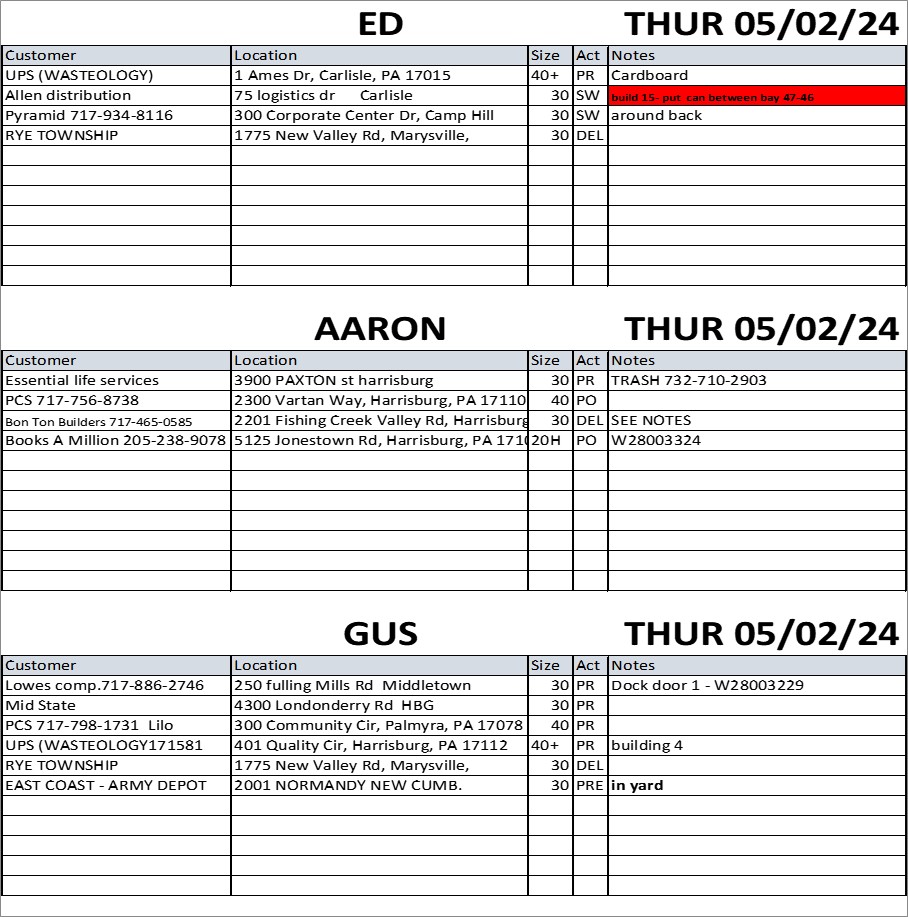 ED THUR 05/02/24
Customer Location Size Act Notes
UPS (WASTEOLOGY) 1 Ames Dr, Carlisle, PA 17015 40+ PR Cardboard
Allen distribution 75 logistics dr Carlisle 30 SW build 15- put can between bay 47-46
Pyramid 717-934-8116 300 Corporate Center Dr, Camp Hill 30 SW around back
RYE TOWNSHIP 1775 New Valley Rd, Marysville, 30 DEL
AARON THUR 05/02/24
Customer Location Size Act Notes
Essential life services 3900 PAXTON st harrisburg 30 PR TRASH 732-710-2903
PCS 717-756-8738 2300 Vartan Way, Harrisburg, PA 17110 40 PO
Bon Ton Builders 717-465-0585 2201 Fishing Creek Valley Rd, Harrisburg 30 DEL SEE NOTES
Books A Million 205-238-9078 5125 Jonestown Rd, Harrisburg, PA 1710 20H PO W28003324
GUS THUR 05/02/24
Customer Location Size Act Notes
Lowes comp.717-886-2746 250 fulling Mills Rd Middletown 30 PR Dock door 1 - W28003229
Mid State 4300 Londonderry Rd HBG 30 PR
PCS 717-798-1731 Lilo 300 Community Cir, Palmyra, PA 17078 40 PR
UPS (WASTEOLOGY171581 401 Quality Cir, Harrisburg, PA 17112 40+ PR building 4
RYE TOWNSHIP 1775 New Valley Rd, Marysville, 30 DEL
EAST COAST - ARMY DEPOT 2001 NORMANDY NEW CUMB. 30 PRE in yard